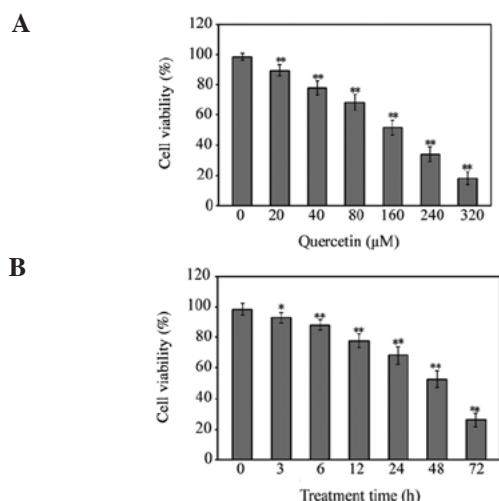 A
120
100
80
60
40
20
0
Cell viability (%)
** ** ** ** ** **
0 20 40 80 160 240 320
Quercetin (μM)
B
120
100
80
60
40
20
0
Cell viability (%)
* ** ** ** ** **
0 3 6 12 24 48 72
Treatment time (h)